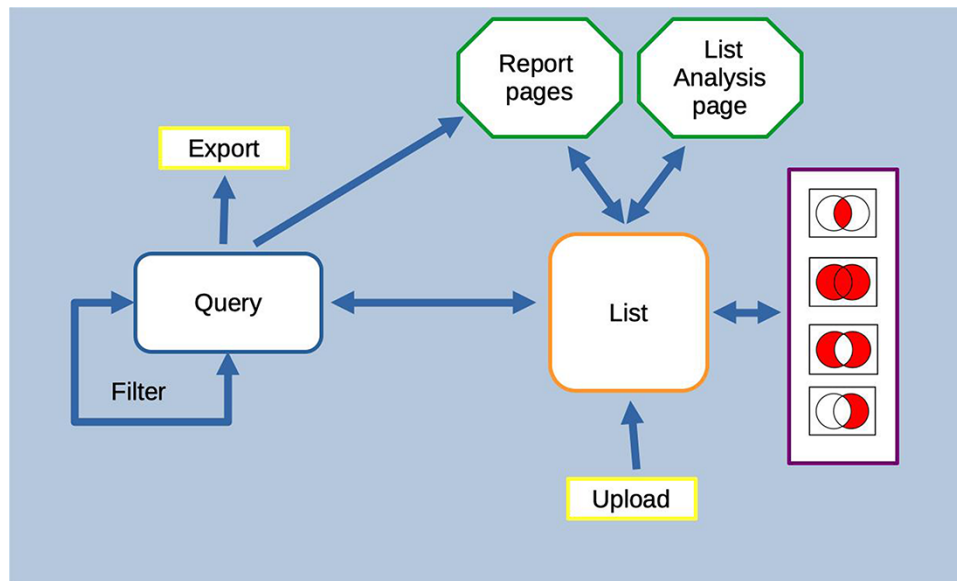 Report
pages
List
Analysis
page
Export
Query
List
Filter
Upload